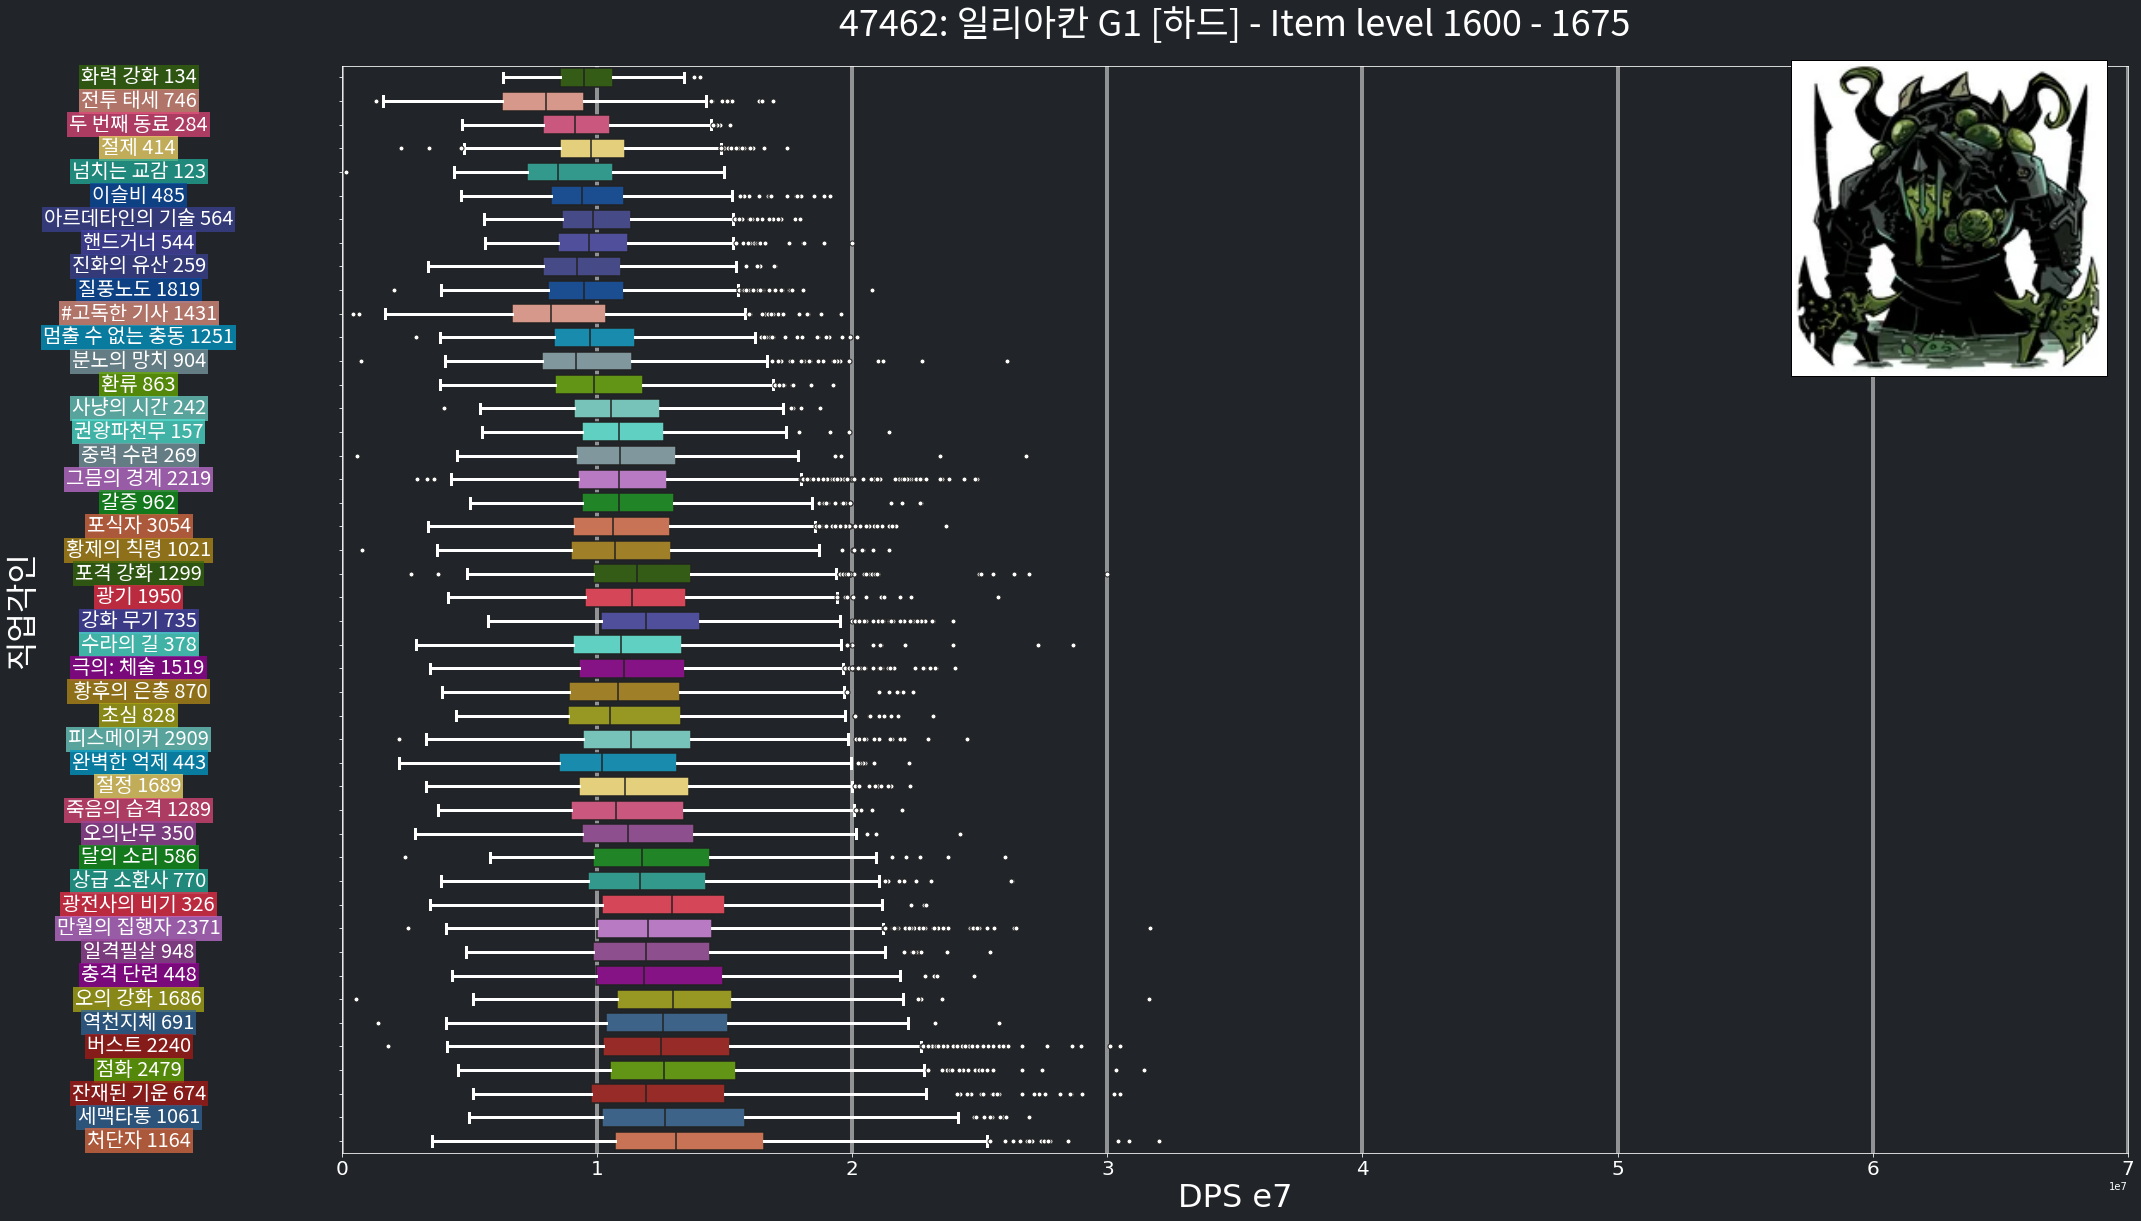 47462: 일리아칸 G1 [하드] - Item level 1600 - 1675
화력 강화 134
전투 태세 746
두 번째 동료 284
절제 414
넘치는 교감 123
이슬비 485
아르데타인의 기술 564
핸드거너 544
진화의 유산 259
질풍노도 1819
#고독한 기사 1431
멈출 수 없는 충동 1251
분노의 망치 904
환류 863
사냥의 시간 242
권왕파천무 157
중력 수련 269
그믐의 경계 2219
갈증 962
포식자 3054
황제의 칙령 1021
포격 강화 1299
광기 1950
강화 무기 735
수라의 길 378
극의: 체술 1519
황후의 은총 870
초심 828
피스메이커 2909
완벽한 억제 443
절정 1689
죽음의 습격 1289
오의난무 350
달의 소리 586
상급 소환사 770
광전사의 비기 326
만월의 집행자 2371
일격필살 948
충격 단련 448
오의 강화 1686
역천지체 691
버스트 2240
점화 2479
잔재된 기운 674
세맥타통 1061
처단자 1164
직업각인
0 1 2 3 4 5 6 7
DPS e7
1e7